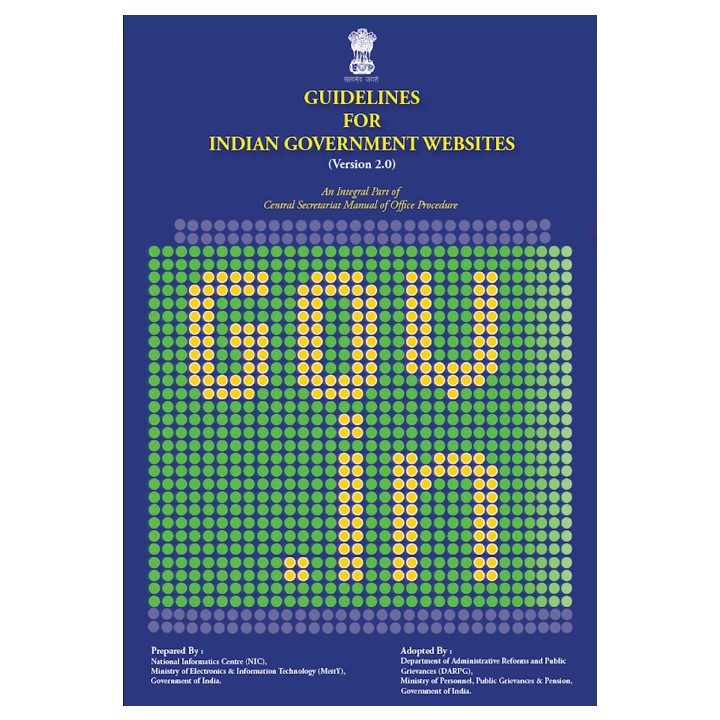 सत्यमेव जयते
GUIDELINES
FOR
INDIAN GOVERNMENT WEBSITES
(Version 2.0)
An Integral Part of
Central Secretariat Manual of Office Procedure
GOV
.in
Prepared By :
National Informatics Centre (NIC),
Ministry of Electronics & Information Technology (MeitY),
Government of India.
Adopted By :
Department of Administrative Reforms and Public
Grievances (DARPG),
Ministry of Personnel, Public Grievances & Pension,
Government of India.